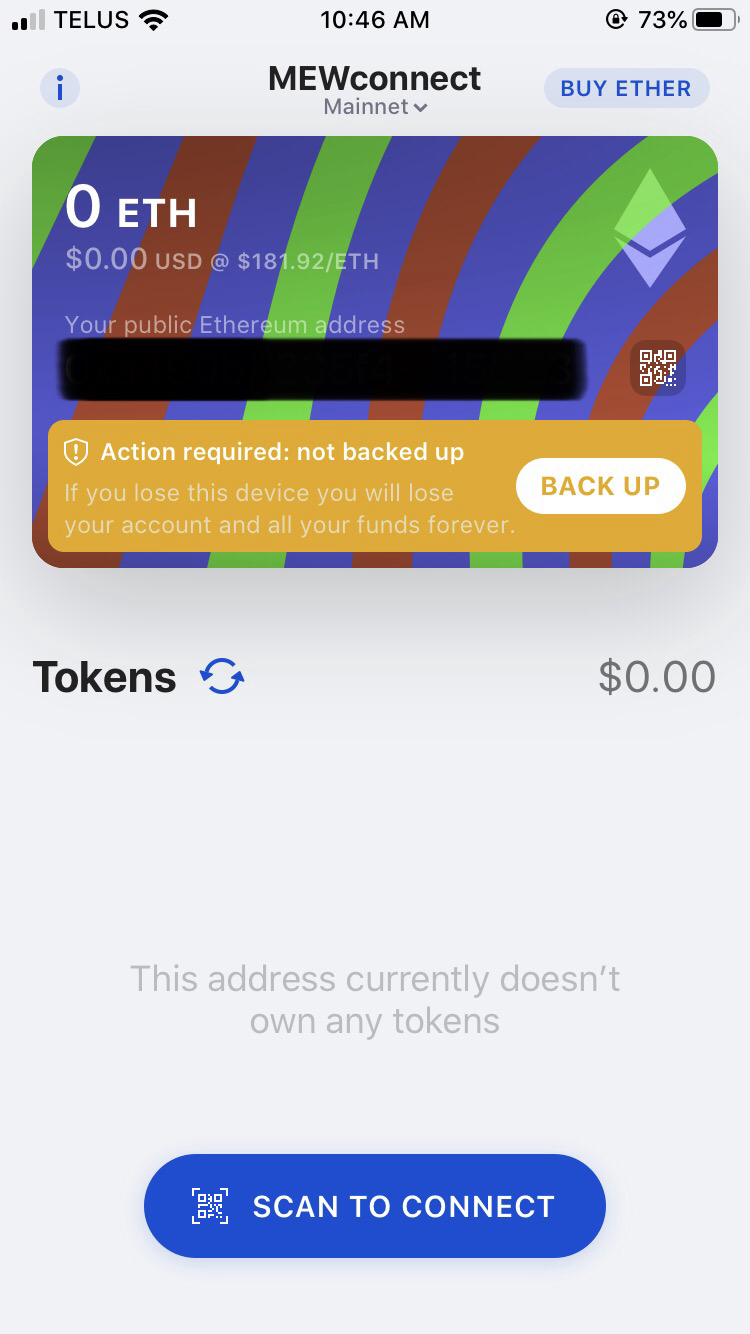 TELUS 10:46 AM 73%
MEWconnect
Mainnet
BUY ETHER
0 ETH
$0.00 USD @ $181.92/ETH
Your public Ethereum address
Action required: not backed up
If you lose this device you will lose
your account and all your funds forever.
BACK UP
Tokens $0.00
This address currently doesn't
own any tokens
SCAN TO CONNECT